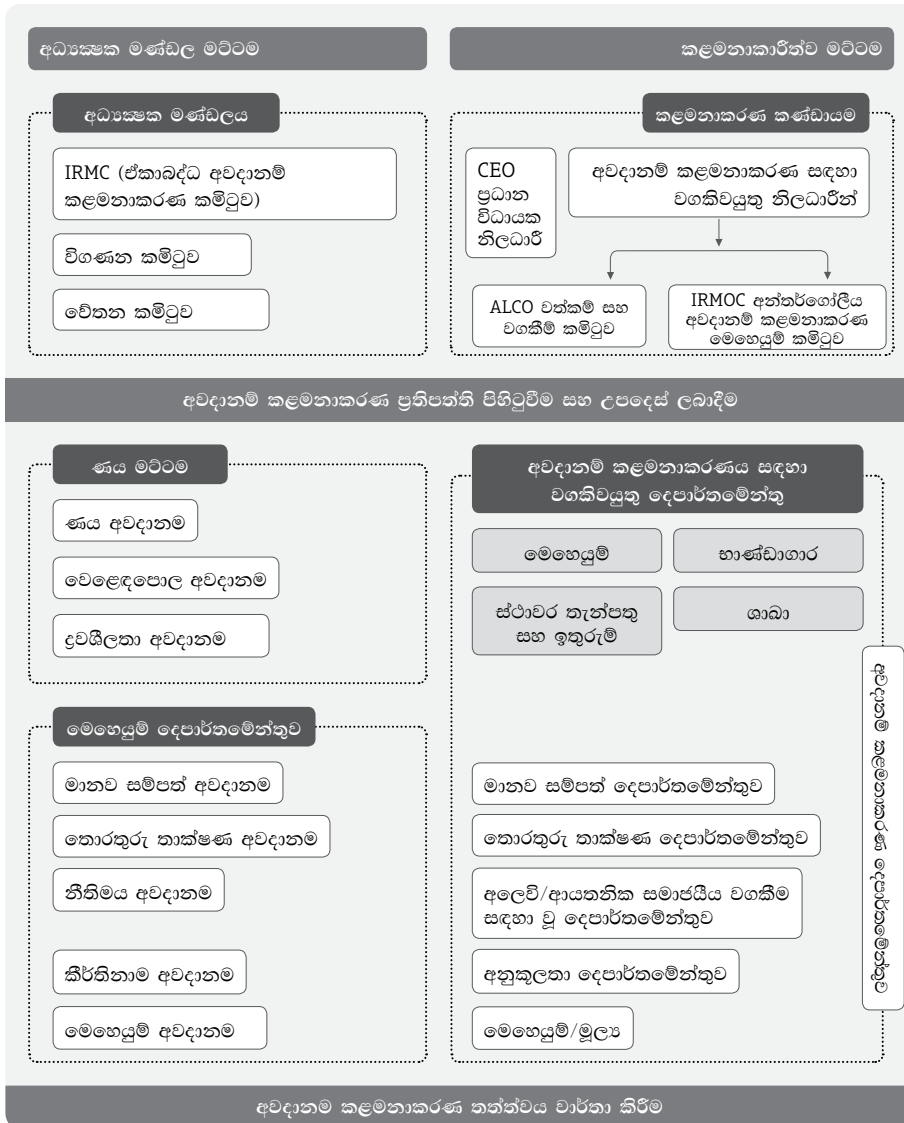 අධ්‍යක්ෂක මණ්ඩල මට්ටම
කළමනාකාරීත්ව මට්ටම
අධ්‍යක්ෂක මණ්ඩලය
IRMC (ඒකාබද්ධ අවදානම්
කළමනාකරණ කමිටුව)
විගණන කමිටුව
වේතන කමිටුව
කළමනාකරණ කණ්ඩායම
CEO
ප්‍රධාන
විධායක
නිලධාරී
අවදානම් කළමනාකරණ සඳහා
වගකිවයුතු නිලධාරීන්
ALCO වත්කම් සහ
වගකීම් කමිටුව
IRMOC අන්තර්ගෝලීය
අවදානම් කළමනාකරණ
මෙහෙයුම් කමිටුව
අවදානම් කළමනාකරණ ප්‍රතිපත්ති පිහිටුවීම සහ උපදෙස් ලබාදීම
ණය මට්ටම
ණය අවදානම
වෙළෙඳපොල අවදානම
ද්‍රවශීලතා අවදානම
මෙහෙයුම් දෙපාර්තමේන්තුව
මානව සම්පත් අවදානම
තොරතුරු තාක්ෂණ අවදානම
නීතිමය අවදානම
කීර්තිනාම අවදානම
මෙහෙයුම් අවදානම
අවදානම් කළමනාකරණය සඳහා
වගකිවයුතු දෙපාර්තමේන්තු
මෙහෙයුම්
භාණ්ඩාගාර
ස්ථාවර තැන්පතු
සහ ඉතුරුම්
ශාඛා
මානව සම්පත් දෙපාර්තමේන්තුව
තොරතුරු තාක්ෂණ දෙපාර්තමේන්තුව
අලෙවි/ආයතනික සමාජයීය වගකීම
සඳහා වූ දෙපාර්තමේන්තුව
අනුකූලතා දෙපාර්තමේන්තුව
මෙහෙයුම්/මූල්‍ය
අවදානම් කළමනාකරණ දෙපාර්තමේන්තුව
අවදානම කළමනාකරණ තත්ත්වය වාර්තා කිරීම